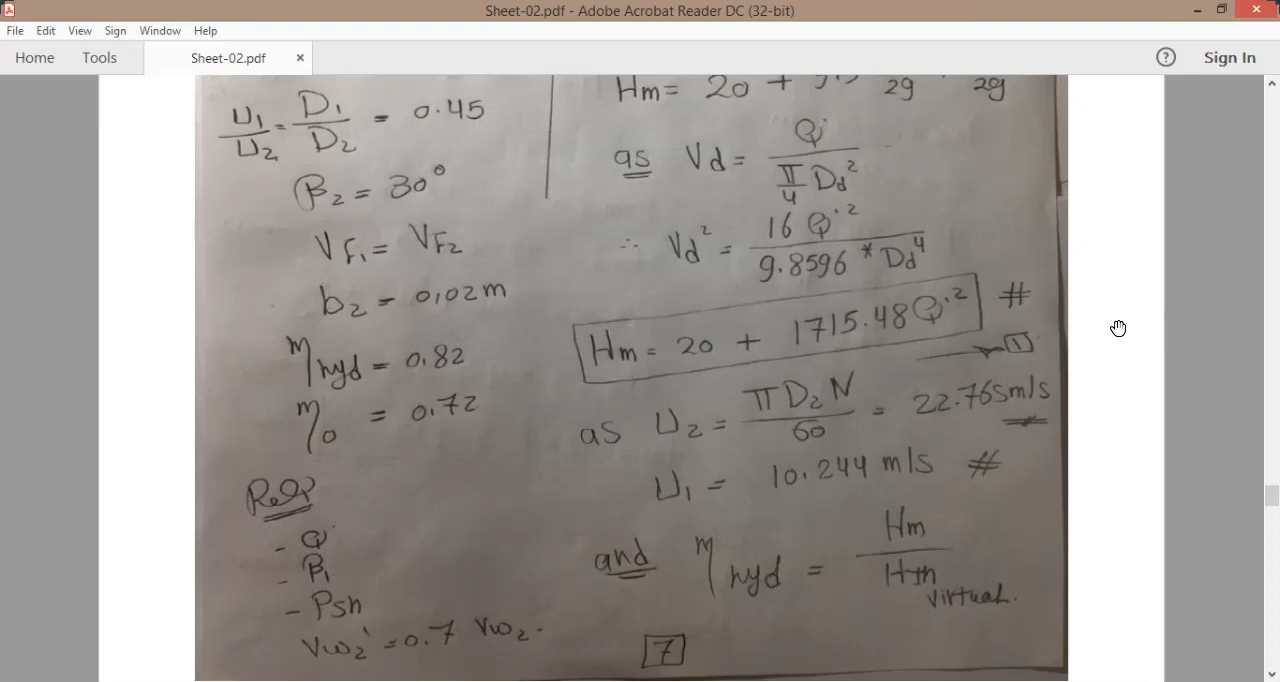 Sheet-02.pdf - Adobe Acrobat Reader DC (32-bit)
File Edit View Sign Window Help
Home Tools Sheet-02.pdf × ? Sign In
U1/U2 = D1/D2 = 0.45
β2 = 30°
VF1 = VF2
b2 = 0,02m
ηhyd = 0.82
ηo = 0.72
Req
- Q
- β1
- Psh
Vw2' = 0.7 Vw2.
Hm = 20 +
2g 2g
as Vd = Q / π/4 Dd²
∴ Vd² = 16 Q² / 9.8596 * Dd⁴
Hm = 20 + 1715.48 Q² #
1
as U2 = πD2N / 60 = 22.765 m/s
U1 = 10.244 m/s #
and ηhyd = Hm / Hth virtual.
7